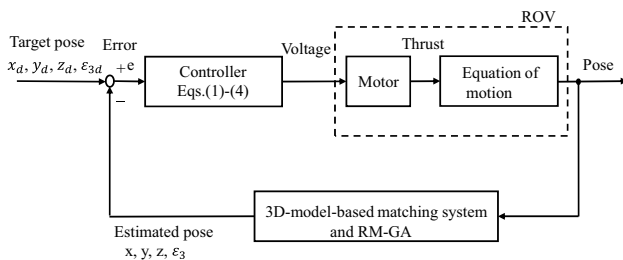 ROV
Target pose
x_d, y_d, z_d, ε_3d
Error
+e
−
Controller
Eqs.(1)-(4)
Voltage
Thrust
Motor
Equation of
motion
Pose
3D-model-based matching system
and RM-GA
Estimated pose
x, y, z, ε_3